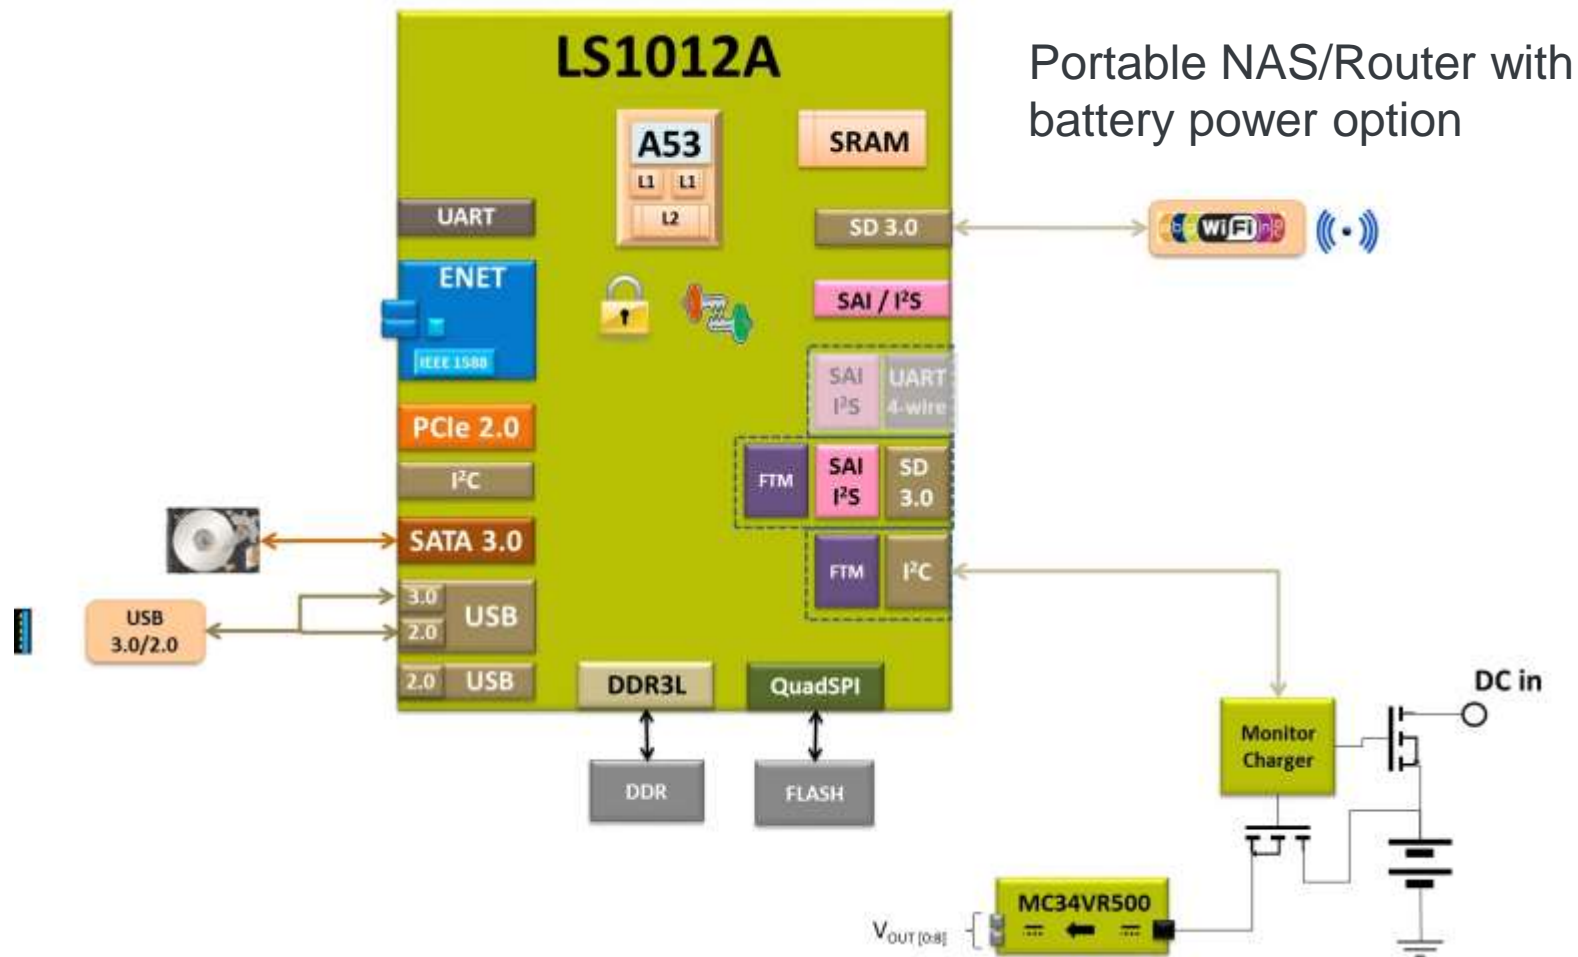 LS1012A
Portable NAS/Router with
battery power option
A53
L1 L1
L2
SRAM
UART
SD 3.0
WiFi
ENET
IEEE 1588
SAI / I²S
SAI
I²S
UART
4-wire
PCIe 2.0
I²C
FTM
SAI
I²S
SD
3.0
SATA 3.0
FTM
I²C
USB
3.0/2.0
3.0
2.0
USB
2.0
USB
DDR3L
QuadSPI
DDR
FLASH
DC in
Monitor
Charger
MC34VR500
VOUT [0:8]